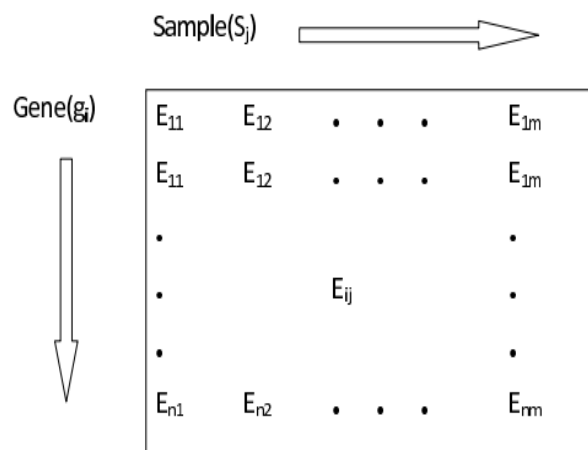 Sample(Sj)
Gene(gi)
E11 E12 . . . E1m
E11 E12 . . . E1m
. .
. Eij .
. .
En1 En2 . . . Enm